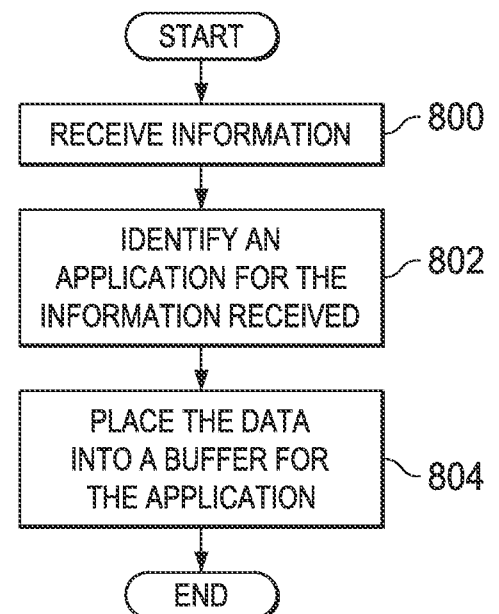 START
RECEIVE INFORMATION
800
IDENTIFY AN
APPLICATION FOR THE
INFORMATION RECEIVED
802
PLACE THE DATA
INTO A BUFFER FOR
THE APPLICATION
804
END